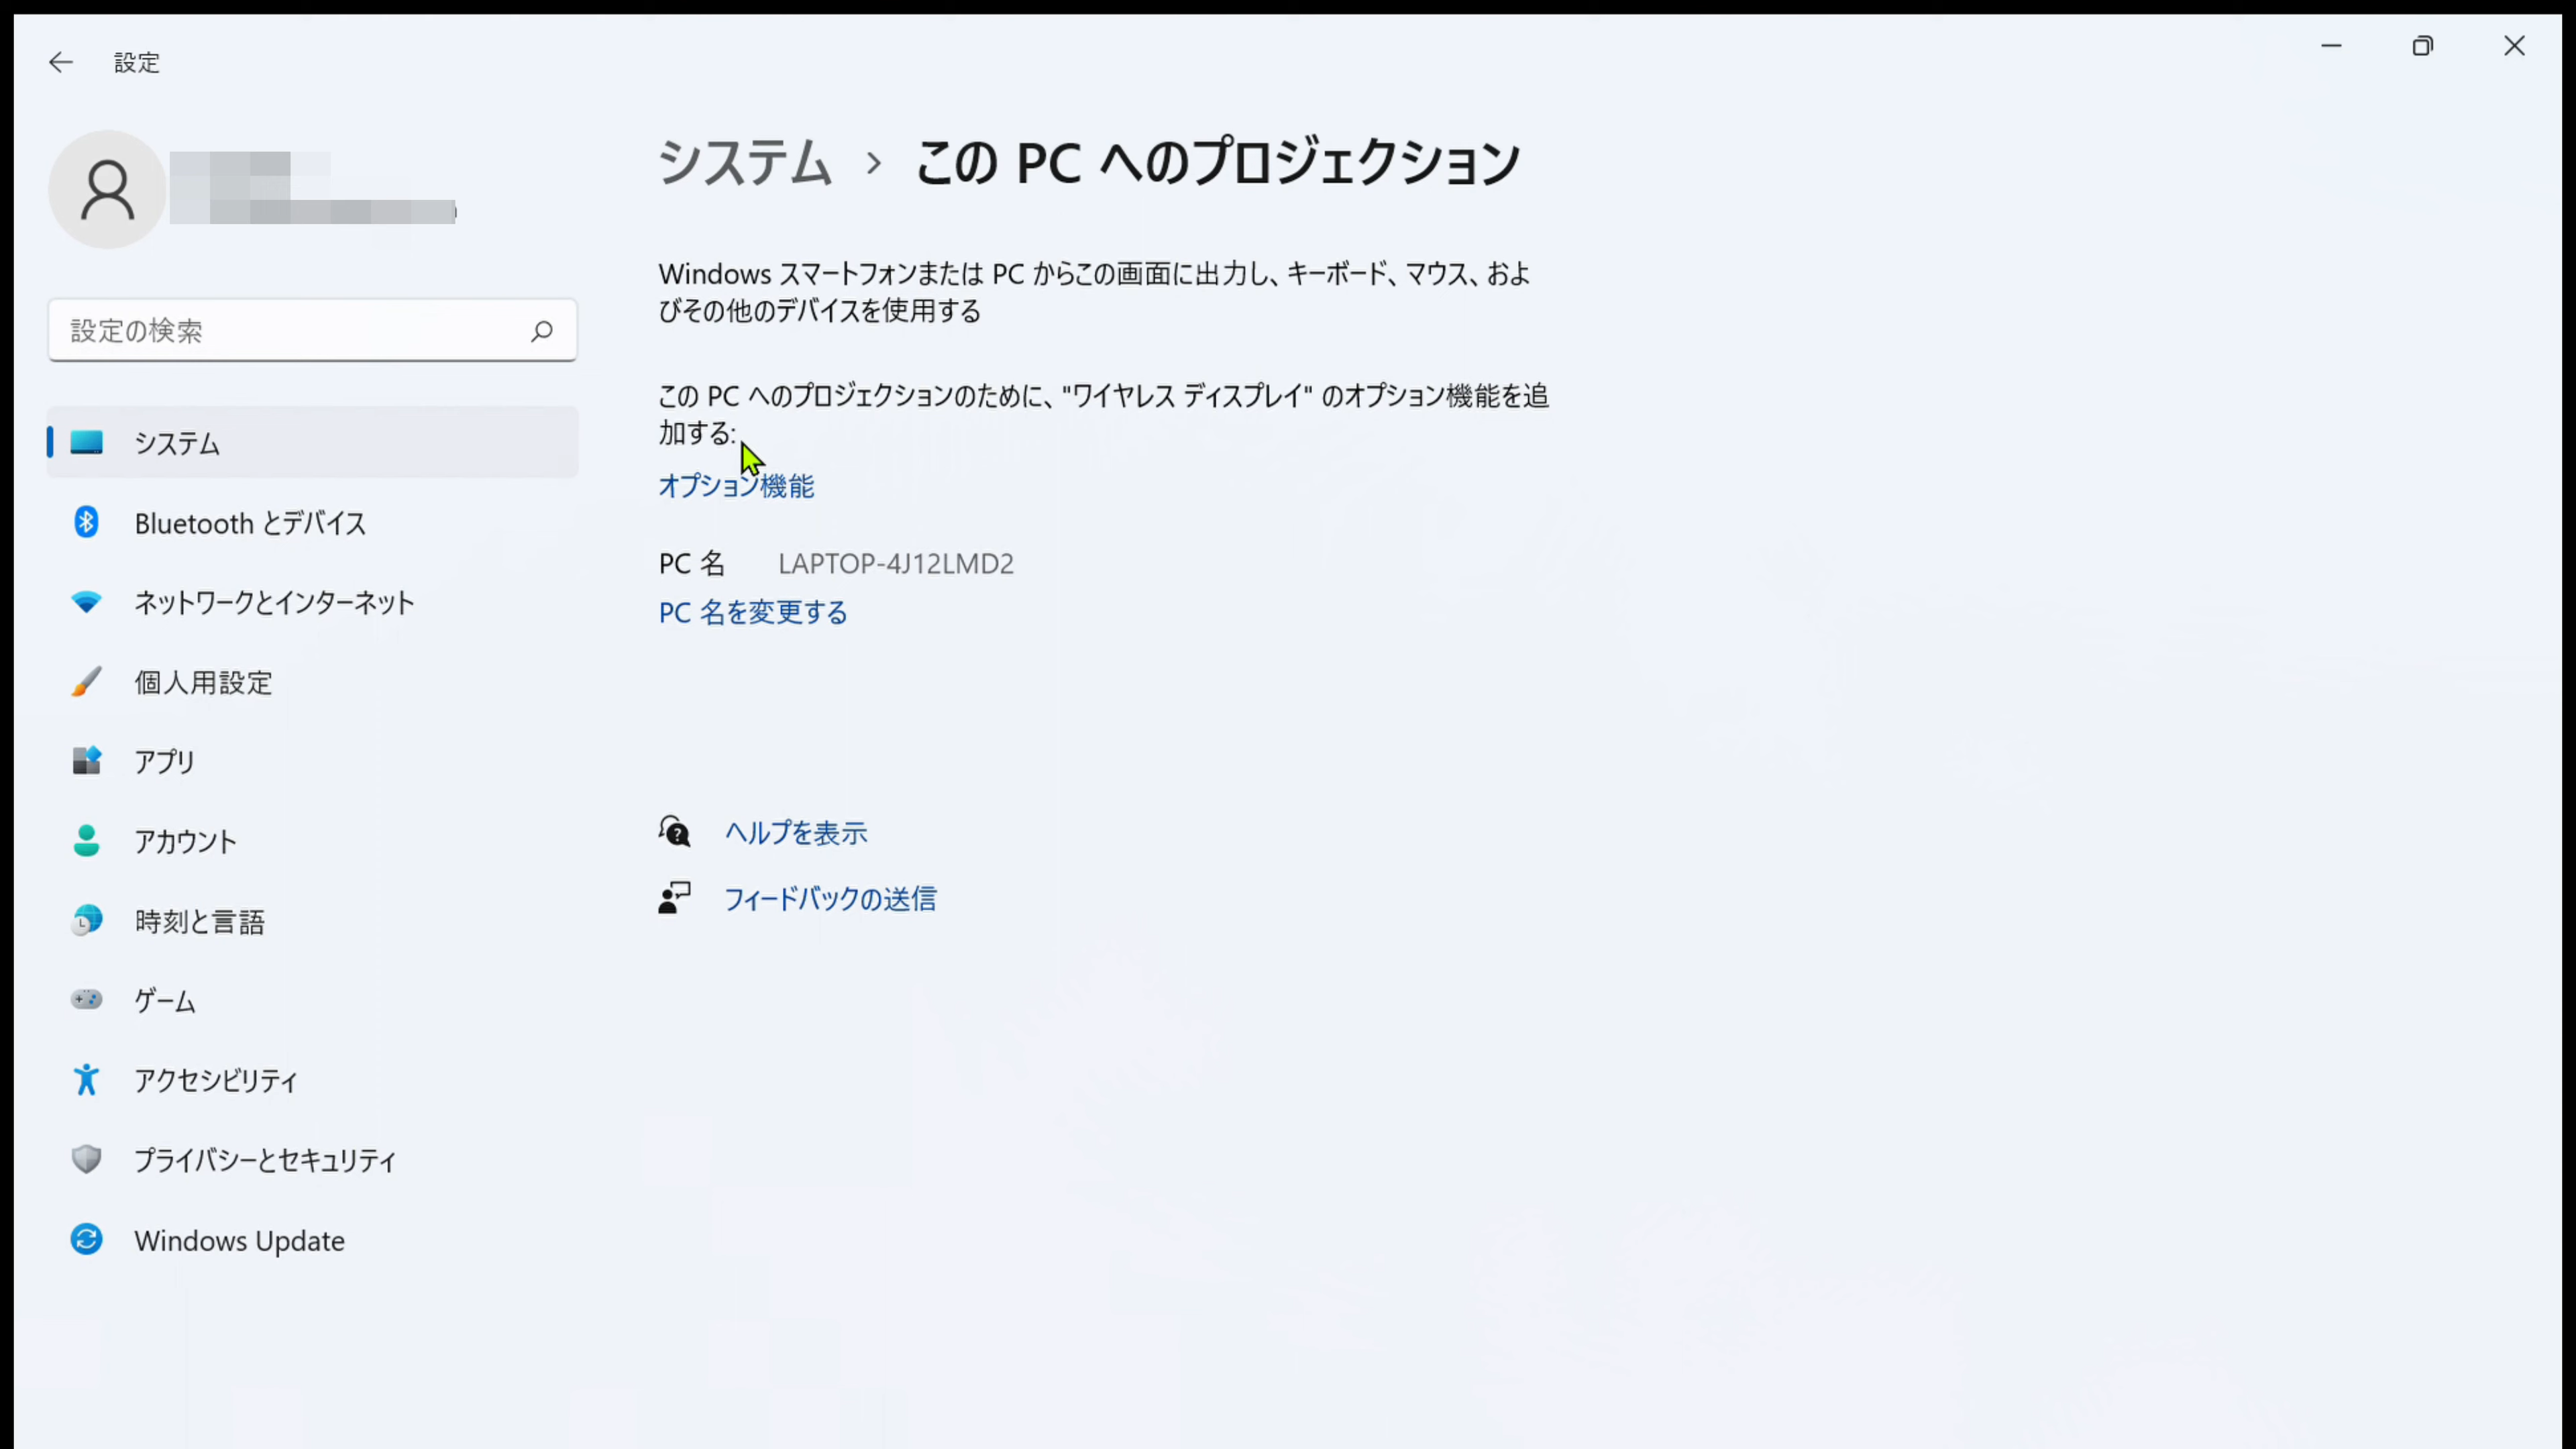 設定
設定の検索
システム
Bluetooth とデバイス
ネットワークとインターネット
個人用設定
アプリ
アカウント
時刻と言語
ゲーム
アクセシビリティ
プライバシーとセキュリティ
Windows Update
システム › この PC へのプロジェクション
Windows スマートフォンまたは PC からこの画面に出力し、キーボード、マウス、およ
びその他のデバイスを使用する
この PC へのプロジェクションのために、"ワイヤレス ディスプレイ" のオプション機能を追
加する:
オプション機能
PC 名 LAPTOP-4J12LMD2
PC 名を変更する
ヘルプを表示
フィードバックの送信